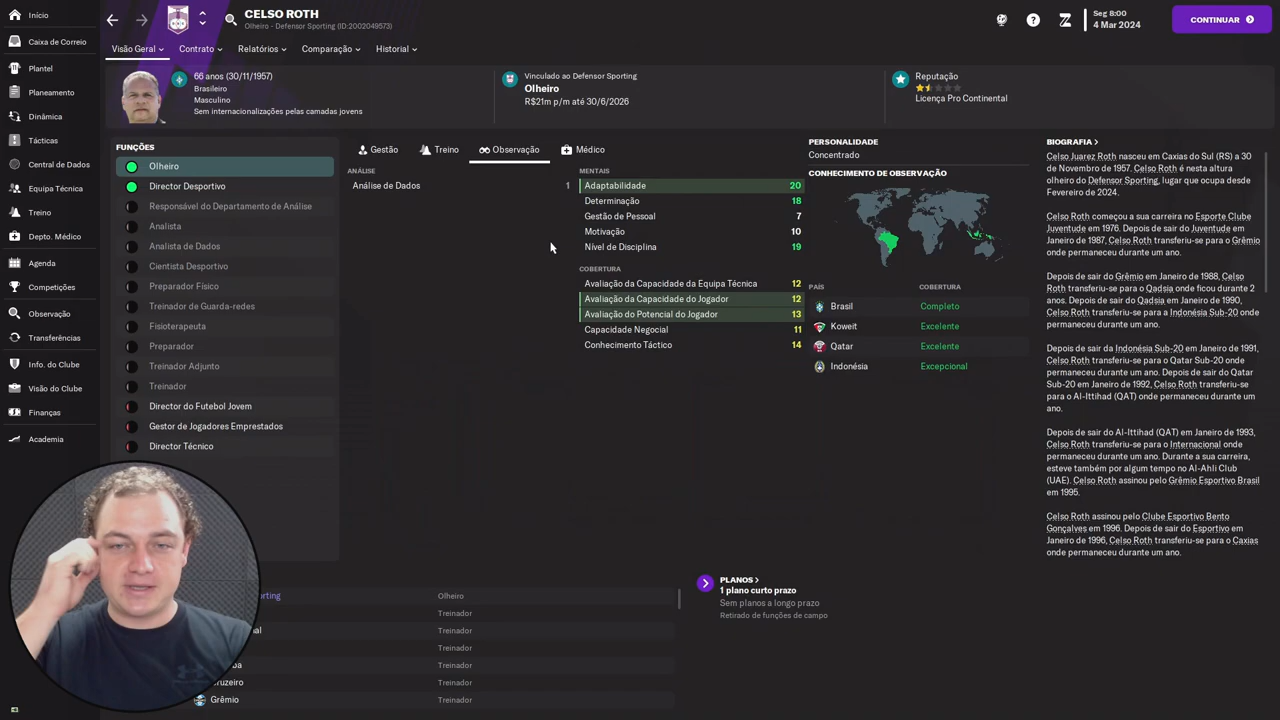 Início
Caixa de Correio
Plantel
Planeamento
Dinâmica
Tácticas
Central de Dados
Equipa Técnica
Treino
Depto. Médico
Agenda
Competições
Observação
Transferências
Info. do Clube
Visão do Clube
Finanças
Academia
CELSO ROTH
Olheiro - Defensor Sporting (ID:2002049573)
Seg 8:00
4 Mar 2024
CONTINUAR
Visão Geral
Contrato
Relatórios
Comparação
Historial
66 anos (30/11/1957)
Brasileiro
Masculino
Sem internacionalizações pelas camadas jovens
Vinculado ao Defensor Sporting
Olheiro
R$21m p/m até 30/6/2026
Reputação
Licença Pro Continental
FUNÇÕES
Olheiro
Director Desportivo
Responsável do Departamento de Análise
Analista
Analista de Dados
Cientista Desportivo
Preparador Físico
Treinador de Guarda-redes
Fisioterapeuta
Preparador
Treinador Adjunto
Treinador
Director do Futebol Jovem
Gestor de Jogadores Emprestados
Director Técnico
Gestão
Treino
Observação
Médico
ANÁLISE
Análise de Dados 1
MENTAIS
Adaptabilidade 20
Determinação 18
Gestão de Pessoal 7
Motivação 10
Nível de Disciplina 19
COBERTURA
Avaliação da Capacidade da Equipa Técnica 12
Avaliação da Capacidade do Jogador 12
Avaliação do Potencial do Jogador 13
Capacidade Negocial 11
Conhecimento Táctico 14
PERSONALIDADE
Concentrado
CONHECIMENTO DE OBSERVAÇÃO
PAÍS COBERTURA
Brasil Completo
Koweit Excelente
Qatar Excelente
Indonésia Excepcional
BIOGRAFIA
Celso Juarez Roth nasceu em Caxias do Sul (RS) a 30
de Novembro de 1957. Celso Roth é nesta altura
olheiro do Defensor Sporting, lugar que ocupa desde
Fevereiro de 2024.
Celso Roth começou a sua carreira no Esporte Clube
Juventude em 1976. Depois de sair do Juventude em
Janeiro de 1987, Celso Roth transferiu-se para o Grêmio
Depois de sair do Grêmio em Janeiro de 1988, Celso
Roth transferiu-se para o Qadsia onde ficou durante 2
anos. Depois de sair do Qadsia em Janeiro de 1990,
Celso Roth transferiu-se para o Indonésia Sub-20 onde
permaneceu durante um ano.
Depois de sair do Indonésia Sub-20 em Janeiro de 1991,
Celso Roth transferiu-se para o Qatar Sub-20 onde
permaneceu durante um ano. Depois de sair do Qatar
Sub-20 em Janeiro de 1992, Celso Roth transferiu-se
para o Al-Ittihad (QAT) onde permaneceu durante um
ano.
Depois de sair do Al-Ittihad (QAT) em Janeiro de 1993,
Celso Roth transferiu-se para o Internacional onde
permaneceu durante um ano. Durante a sua carreira,
esteve também por algum tempo no Al-Ahli Club
(UAE). Celso Roth assinou pelo Grêmio Esportivo Brasil
em 1995.
Celso Roth assinou pelo Clube Esportivo Bento
Gonçalves em 1996. Depois de sair do Esportivo em
Janeiro de 1996, Celso Roth transferiu-se para o Caxias
onde permaneceu durante um ano.
Olheiro
Treinador
Treinador
Treinador
Treinador
Treinador
Grêmio Treinador
PLANOS
1 plano curto prazo
Sem planos a longo prazo
Retirado de funções de campo